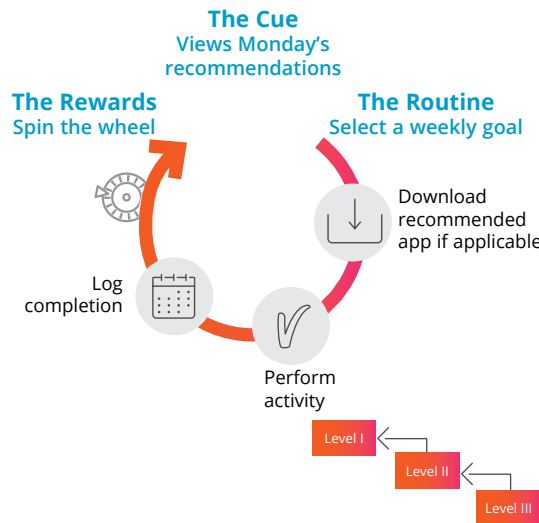 The Cue
Views Monday’s
recommendations
The Rewards
Spin the wheel
The Routine
Select a weekly goal
Download
recommended
app if applicable
Log
completion
Perform
activity
Level I
Level II
Level III